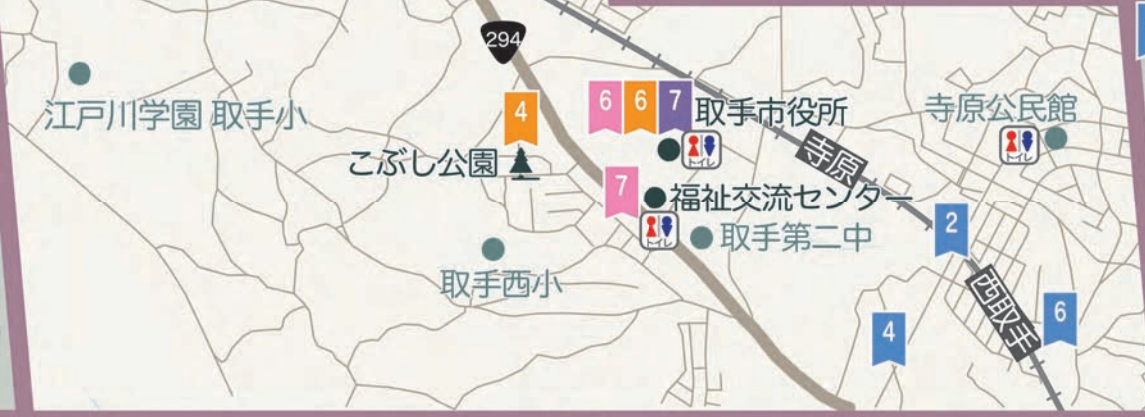 294
6
6
7
取手市役所
トイレ
4
こぶし公園
江戸川学園 取手小
寺原公民館
トイレ
寺原
7
福祉交流センター
トイレ
取手第二中
2
取手西小
西取手
4
6